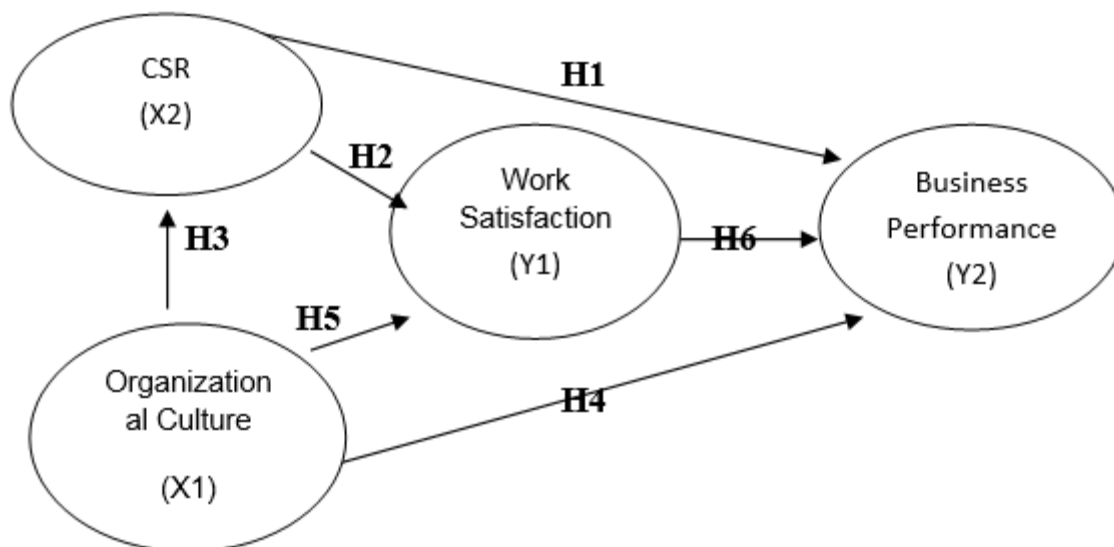 CSR
(X2)
H1
H2
Work
Satisfaction
(Y1)
Business
Performance
(Y2)
H3
H6
H5
Organization
al Culture
(X1)
H4